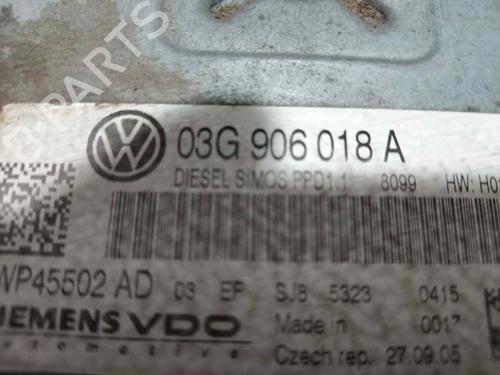 B-PARTS
03G 906 018 A
DIESEL SIMOS PPD1.1 8099 HW: H0
WP45502 AD 03 EP SJ8 5323 0415
SIEMENS VDO Made in 0017
automotive Czech rep. 27.09.05